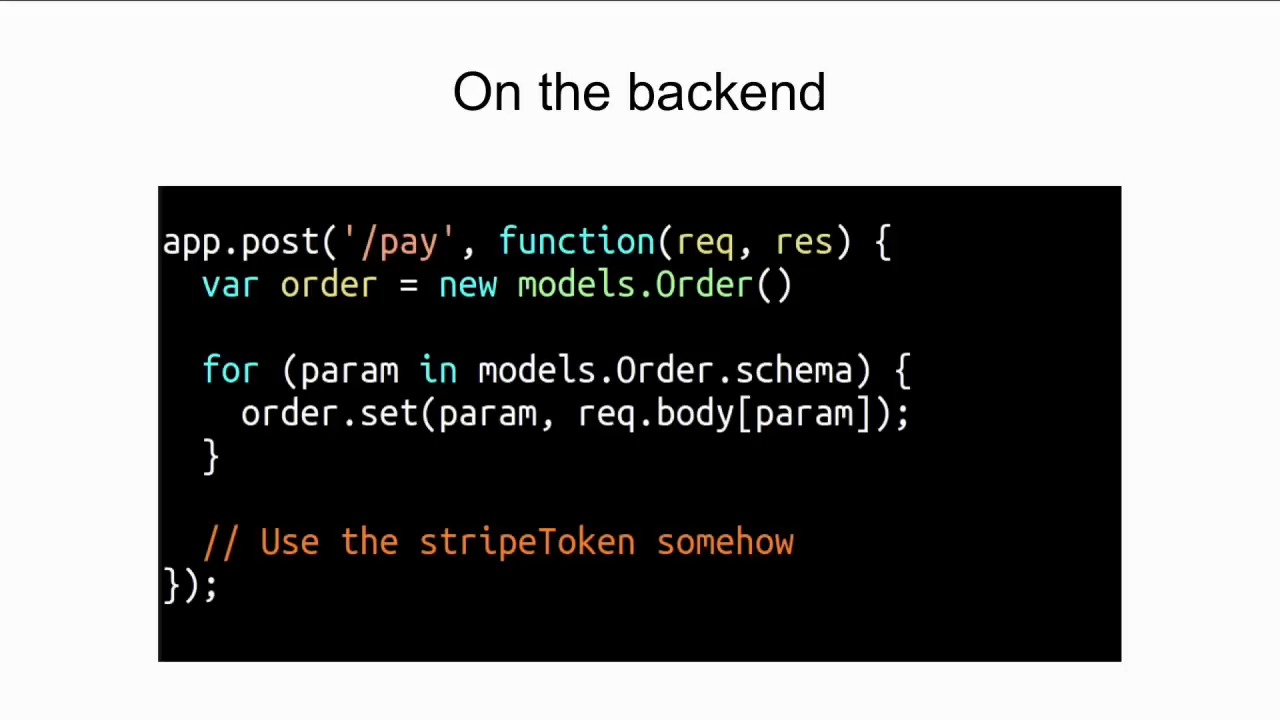 On the backend
app.post('/pay', function(req, res) {
  var order = new models.Order()
  for (param in models.Order.schema) {
    order.set(param, req.body[param]);
  }
  // Use the stripeToken somehow
});